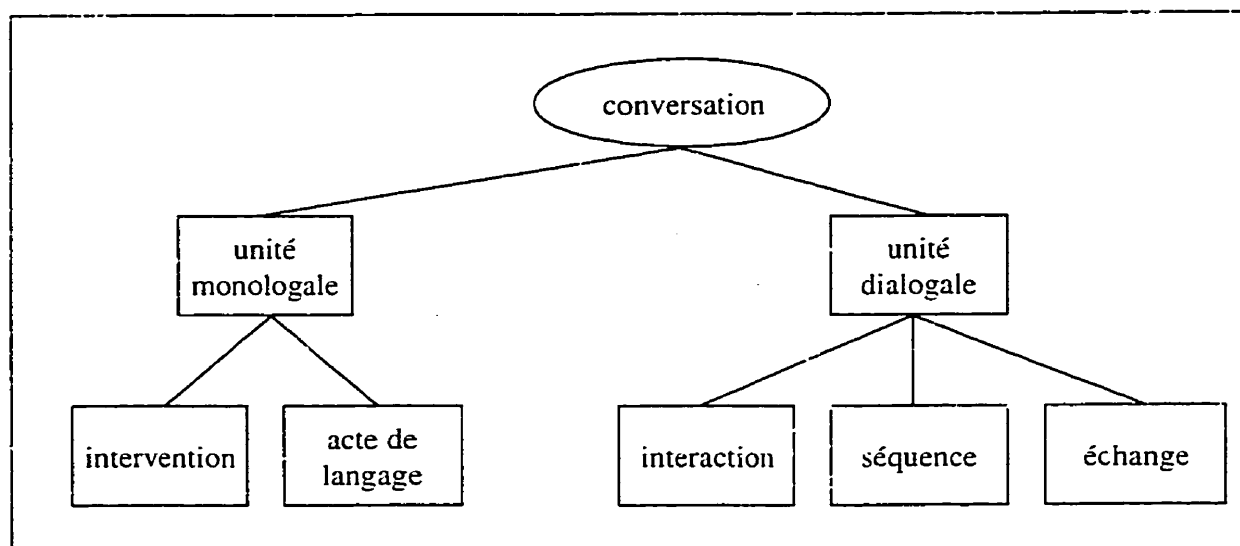 conversation
unité
monologale
unité
dialogale
intervention
acte de
langage
interaction
séquence
échange